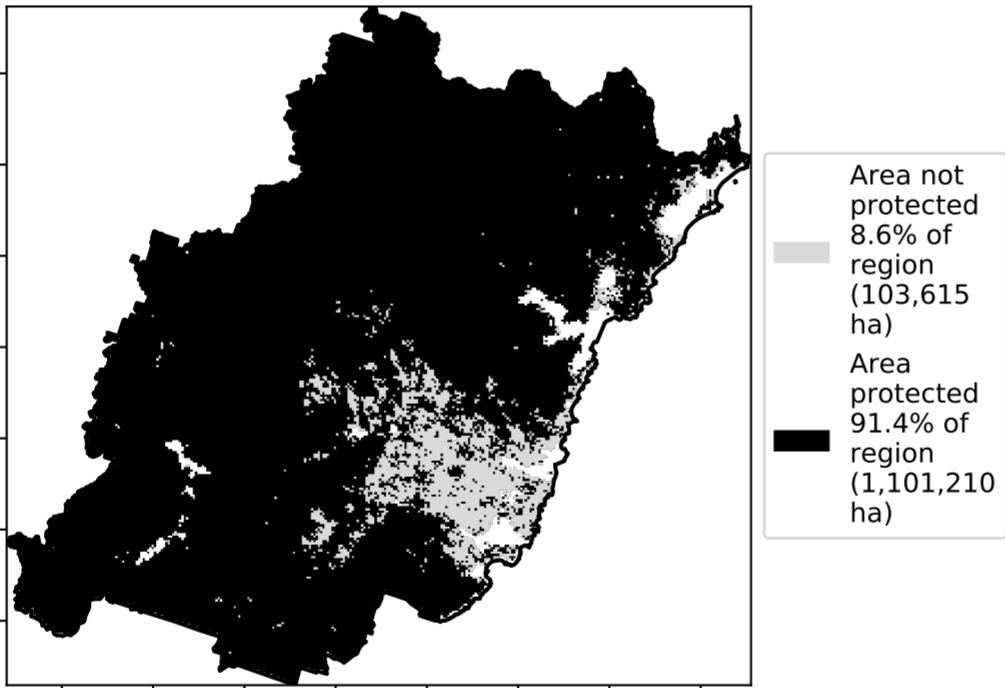 Area not
protected
8.6% of
region
(103,615
ha)
Area
protected
91.4% of
region
(1,101,210
ha)